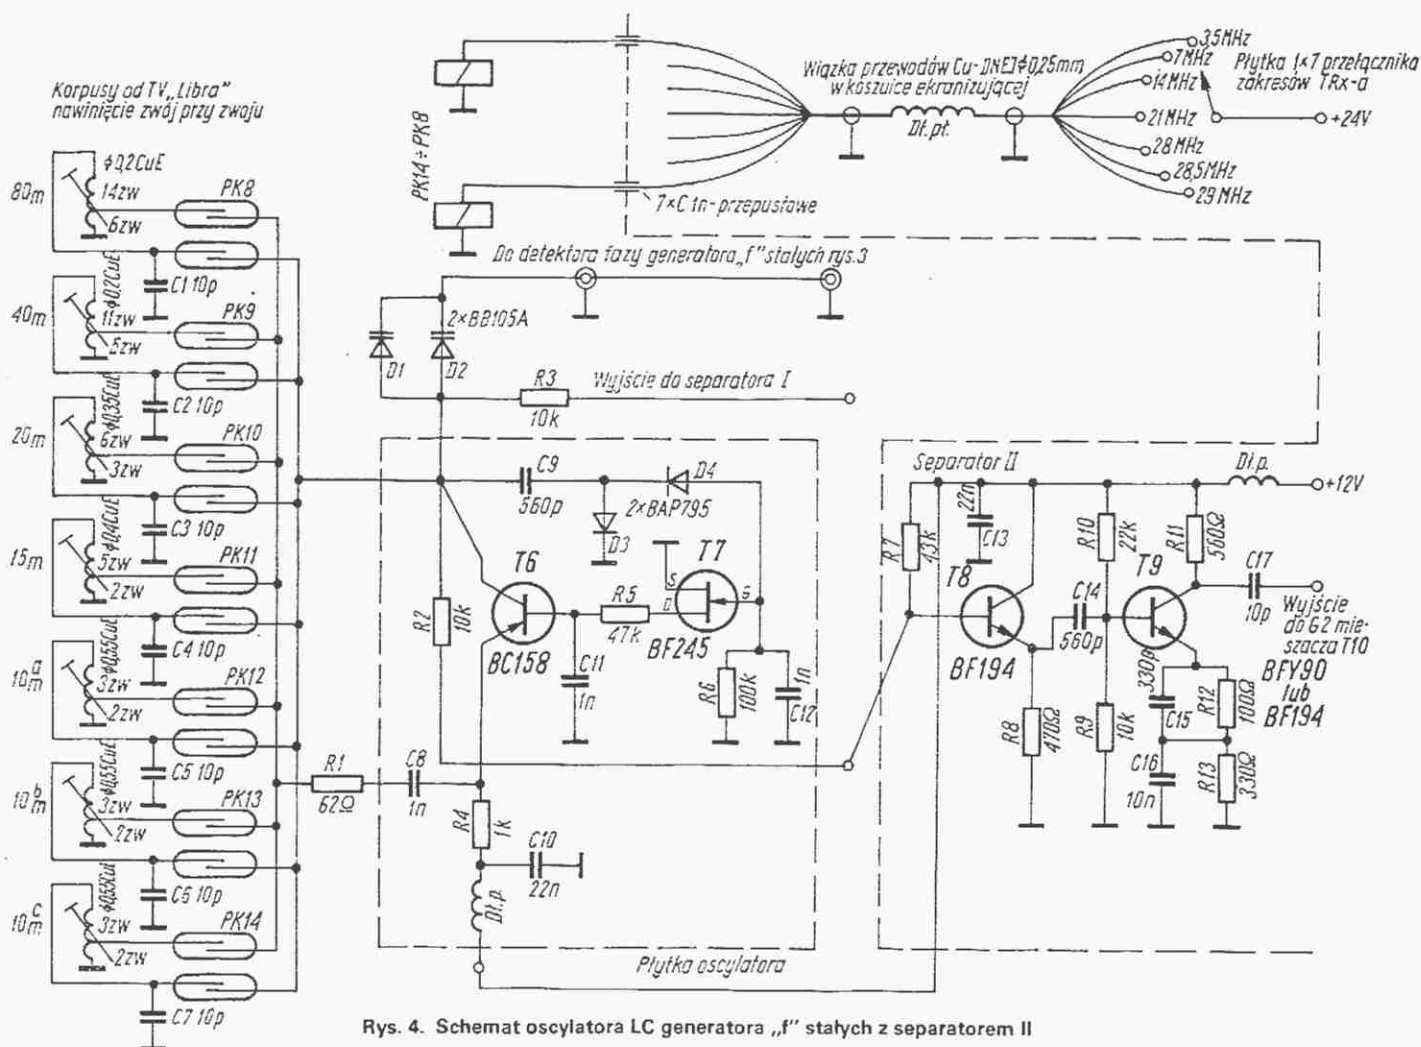 Korpusy od TV „Libra"
nawinięcie zwój przy zwoju
80m
ϕ0,2CuE
14zw
6zw
PK8
C1 10p
40m
ϕ0,2CuE
11zw
5zw
PK9
C2 10p
20m
ϕ0,35CuE
6zw
3zw
PK10
C3 10p
15m
ϕ0,4CuE
5zw
2zw
PK11
C4 10p
10 a m
ϕ0,55CuE
3zw
2zw
PK12
C5 10p
10 b m
ϕ0,55CuE
3zw
2zw
PK13
C6 10p
10 c m
ϕ0,55CuE
3zw
2zw
PK14
C7 10p
PK14÷PK8
7×C 1n-przepustowe
Wiązka przewodów Cu-DNEJϕ0,25mm
w koszulce ekranizującej
Dł.pł.
3,5MHz
7MHz
14MHz
21MHz
28MHz
28,5MHz
29MHz
Płytka 1×7 przełącznika
zakresów TRx-a
+24V
Do detektora fazy generatora „f" stałych rys.3
2×BB105A
D1
D2
R3
10k
Wyjście do separatora I
C9
560p
D4
2×BAP795
D3
T6
BC158
T7
BF245
S
D
G
R5
47k
R2
10k
C11
1n
R6
100k
1n
C12
R1
62Ω
C8
1n
R4
1k
C10
22n
Dł.p.
Płytka oscylatora
Separator II
Dł.p.
+12V
22n
C13
R7
43k
R10
22k
R11
560Ω
T8
BF194
C14
560p
T9
C17
10p
Wyjście
do G2 mie-
szacza T10
BFY90
lub
BF194
R8
470Ω
R9
10k
330p
C15
R12
100Ω
C16
10n
R13
330Ω
Rys. 4. Schemat oscylatora LC generatora „f" stałych z separatorem II